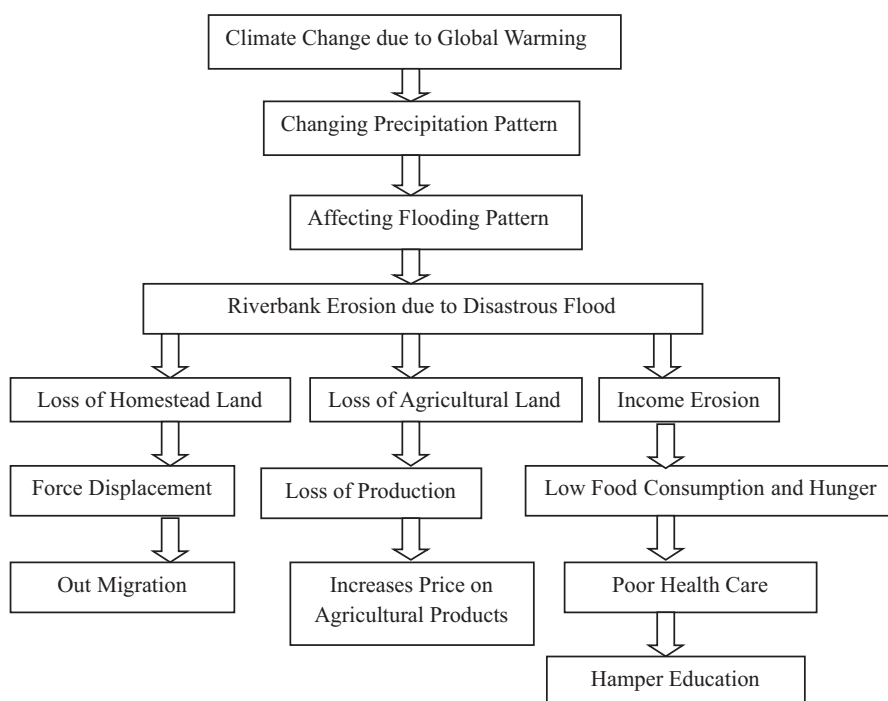 Climate Change due to Global Warming
Changing Precipitation Pattern
Affecting Flooding Pattern
Riverbank Erosion due to Disastrous Flood
Loss of Homestead Land
Loss of Agricultural Land
Income Erosion
Force Displacement
Loss of Production
Low Food Consumption and Hunger
Out Migration
Increases Price on
Agricultural Products
Poor Health Care
Hamper Education